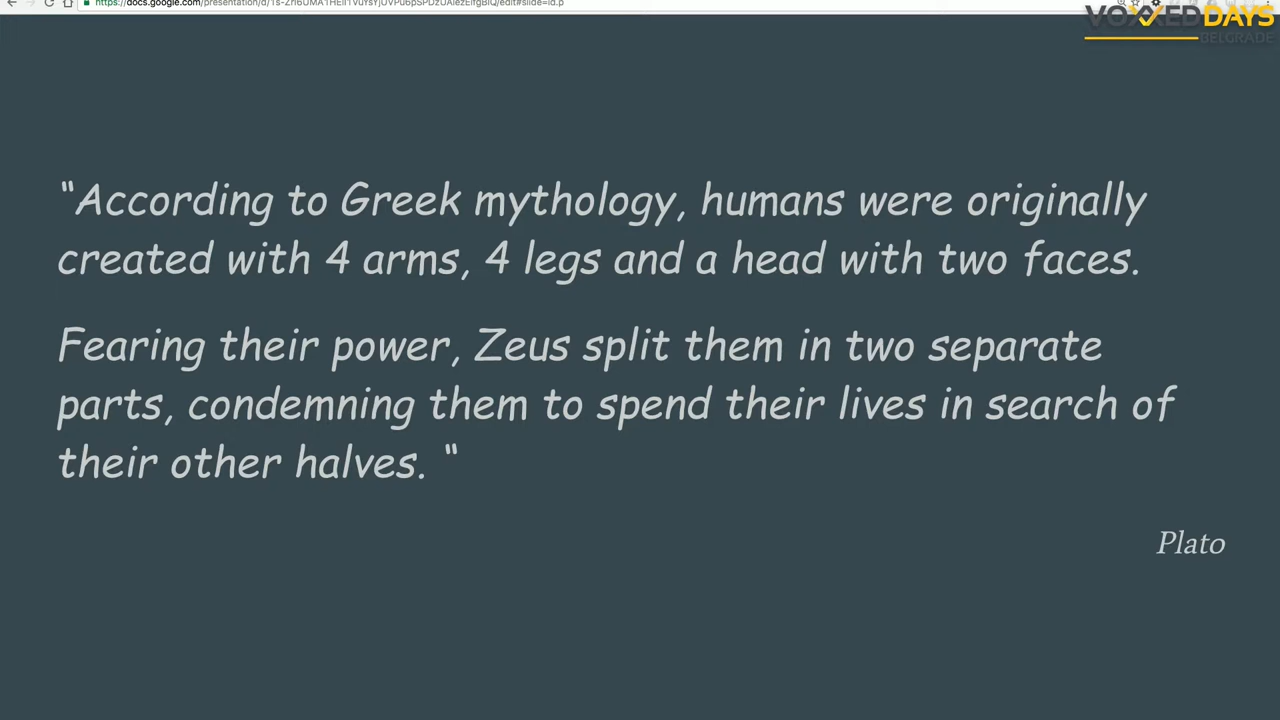 VOXXED DAYS
BELGRADE
“According to Greek mythology, humans were originally
created with 4 arms, 4 legs and a head with two faces.
Fearing their power, Zeus split them in two separate
parts, condemning them to spend their lives in search of
their other halves. “
Plato